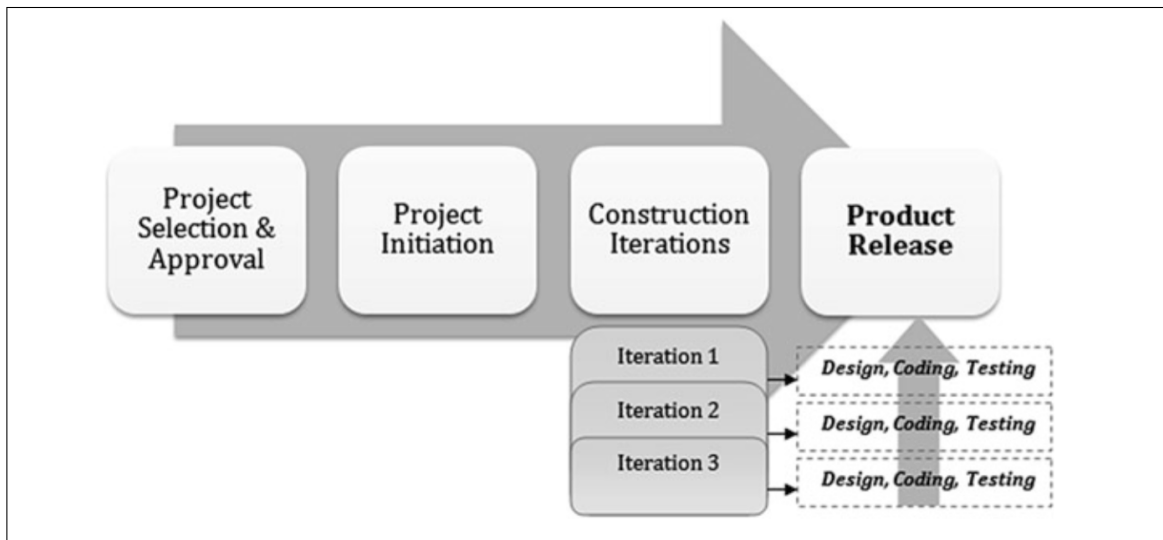 Project
Selection &
Approval
Project
Initiation
Construction
Iterations
Product
Release
Iteration 1
Design, Coding, Testing
Iteration 2
Design, Coding, Testing
Iteration 3
Design, Coding, Testing